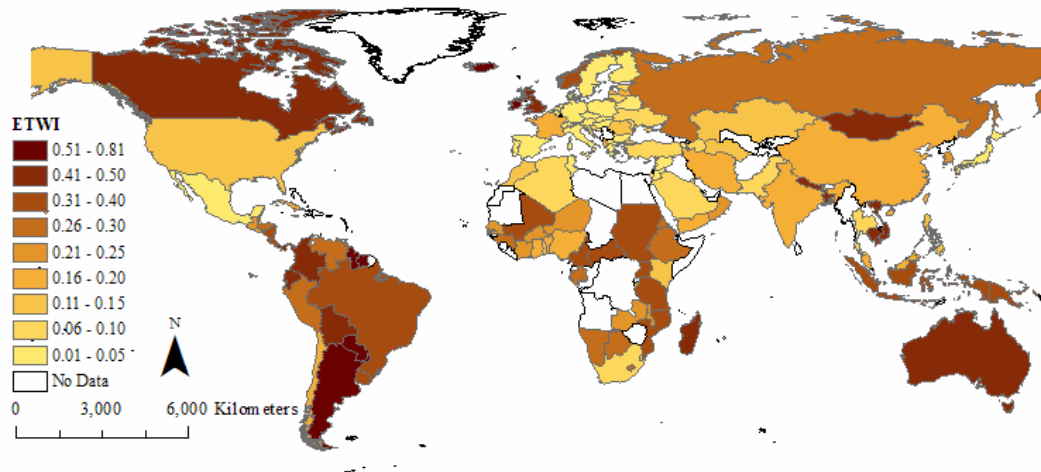 ETWI
0.51 - 0.81
0.41 - 0.50
0.31 - 0.40
0.26 - 0.30
0.21 - 0.25
0.16 - 0.20
0.11 - 0.15
0.06 - 0.10
0.01 - 0.05
No Data
N
0 3,000 6,000 Kilometers